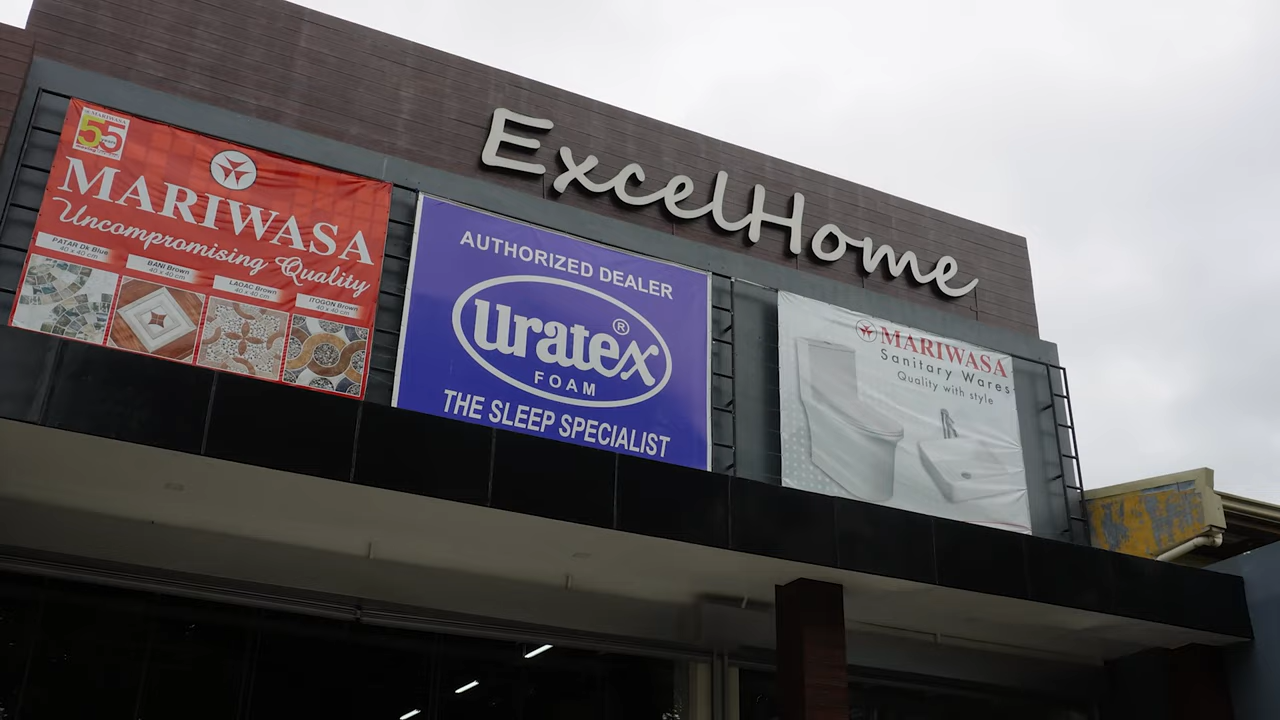 ExcelHome
MARIWASA
55
MARIWASA
Uncompromising Quality
PATAR Dk Blue
40 x 40 cm
BANI Brown
40 x 40 cm
LAOAC Brown
40 x 40 cm
ITOGON Brown
40 x 40 cm
AUTHORIZED DEALER
uratex®
FOAM
THE SLEEP SPECIALIST
MARIWASA
Sanitary Wares
Quality with style